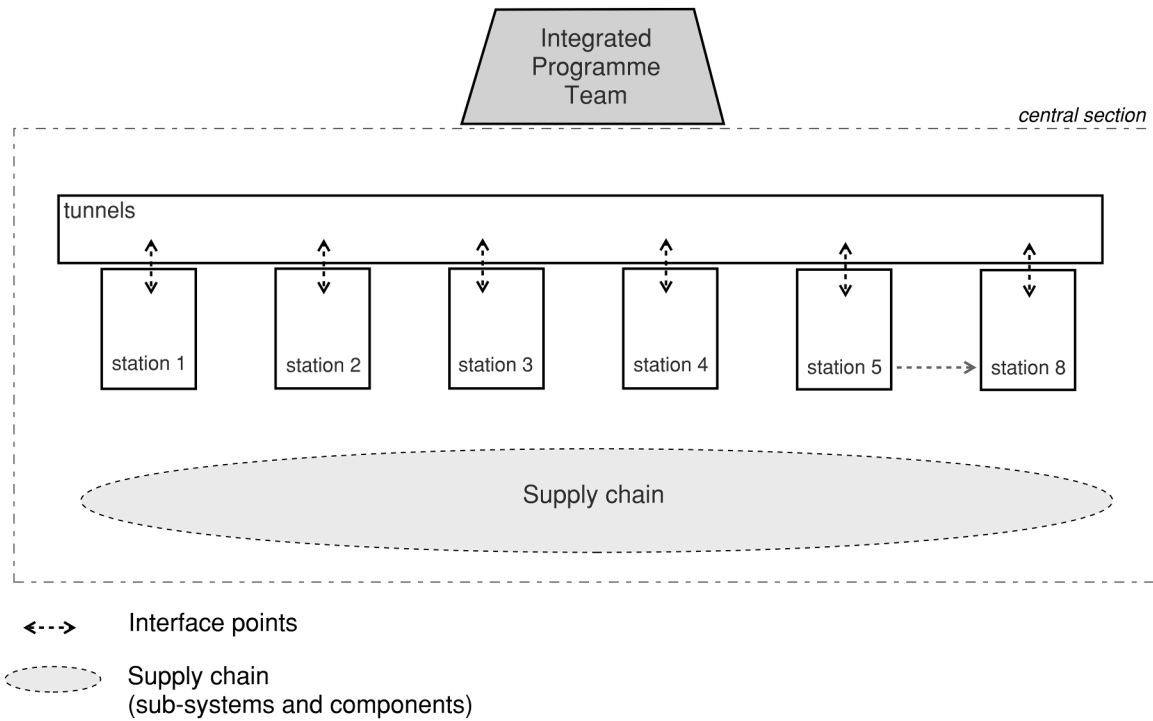 Integrated
Programme
Team
central section
tunnels
station 1
station 2
station 3
station 4
station 5
station 8
Supply chain
Interface points
Supply chain
(sub-systems and components)